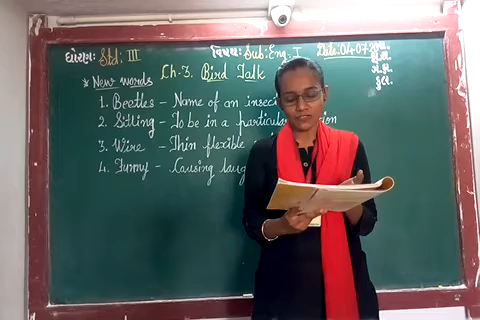 ધોરણ: Std: III વિષય: Sub: Eng-I Date: 04-07
* New words Ch-3. Bird Talk
1. Beetles - Name of an insect
2. Sitting - To be in a particular
3. Wire - Thin flexible
4. Funny - Causing